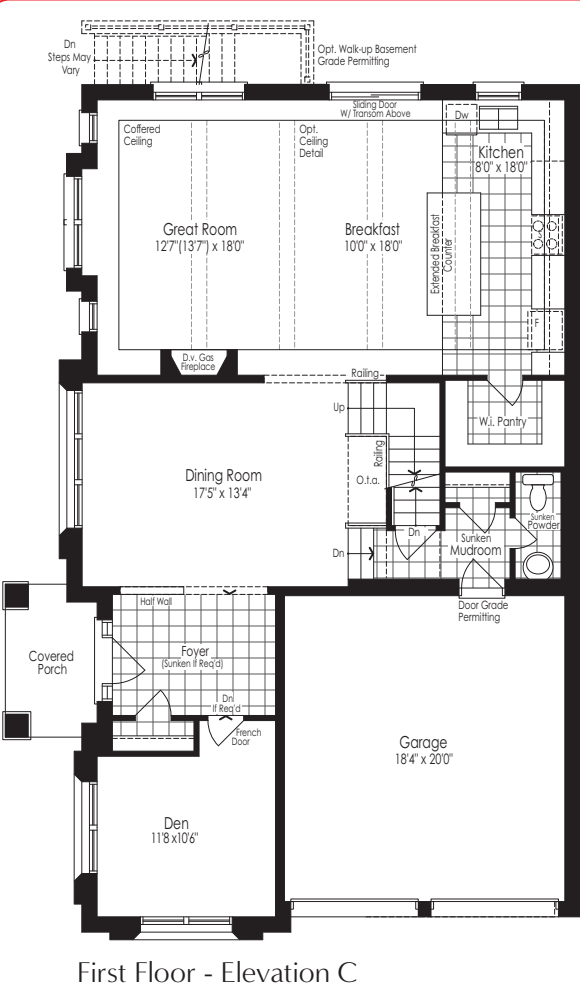 Dn
Steps May
Vary
Opt. Walk-up Basement
Grade Permitting
Sliding Door
W/ Transom Above
Dw
Coffered
Ceiling
Opt.
Ceiling
Detail
Kitchen
8'0" x 18'0"
Great Room
12'7"(13'7") x 18'0"
Breakfast
10'0" x 18'0"
Extended Breakfast
Counter
S
F
D.v. Gas
Fireplace
Railing
Up
Railing
W.i. Pantry
Dining Room
17'5" x 13'4"
O.t.a.
Sunken
Powder
Dn
Sunken
Mudroom
Dn
Half Wall
Door Grade
Permitting
Foyer
(Sunken If Req'd)
Covered
Porch
Dn
If Req'd
French
Door
Garage
18'4" x 20'0"
Den
11'8 x10'6"
First Floor - Elevation C